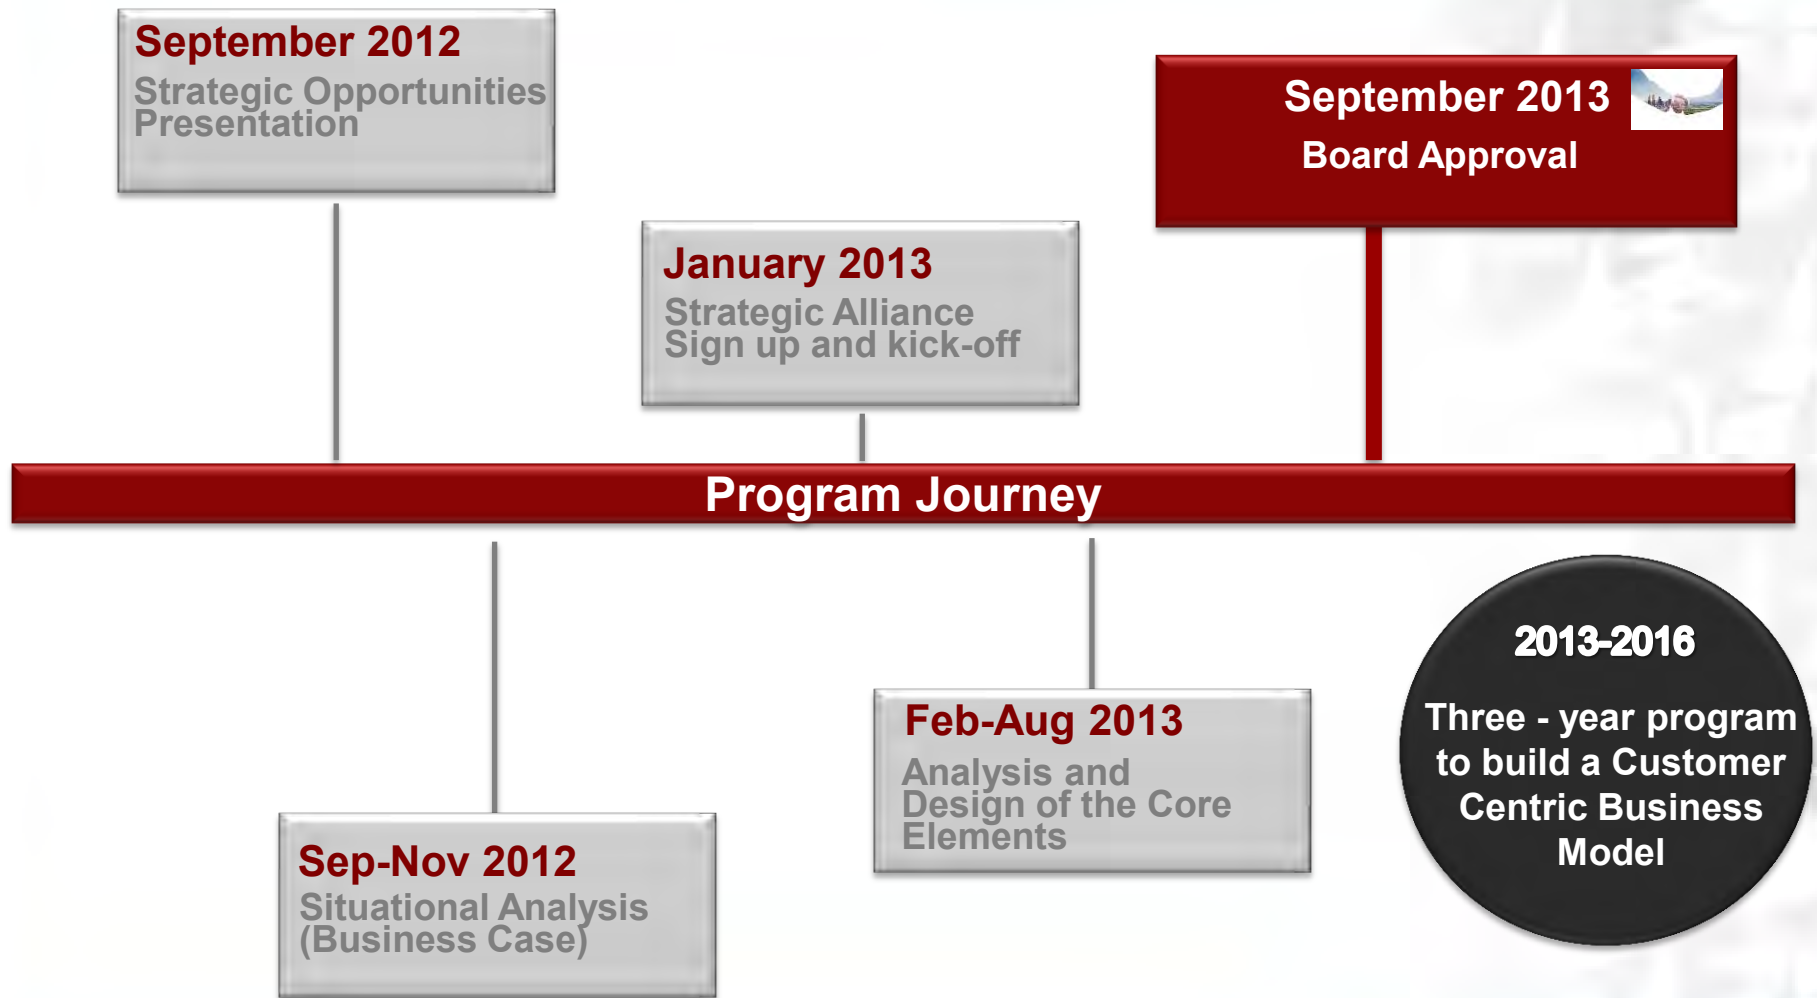 September 2012
Strategic Opportunities
Presentation
September 2013
Board Approval
January 2013
Strategic Alliance
Sign up and kick-off
Program Journey
Sep-Nov 2012
Situational Analysis
(Business Case)
Feb-Aug 2013
Analysis and
Design of the Core
Elements
2013-2016
Three - year program
to build a Customer
Centric Business
Model